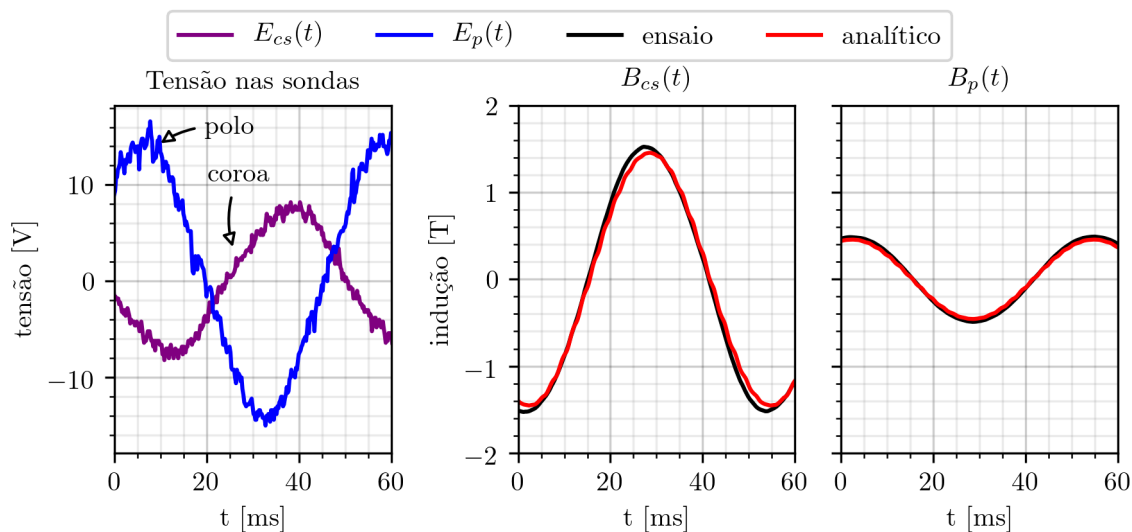 E_cs(t) E_p(t) ensaio analítico
Tensão nas sondas
polo
coroa
tensão [V]
10
0
−10
0 20 40 60
t [ms]
B_cs(t)
indução [T]
2
1
0
−1
−2
0 20 40 60
t [ms]
B_p(t)
0 20 40 60
t [ms]